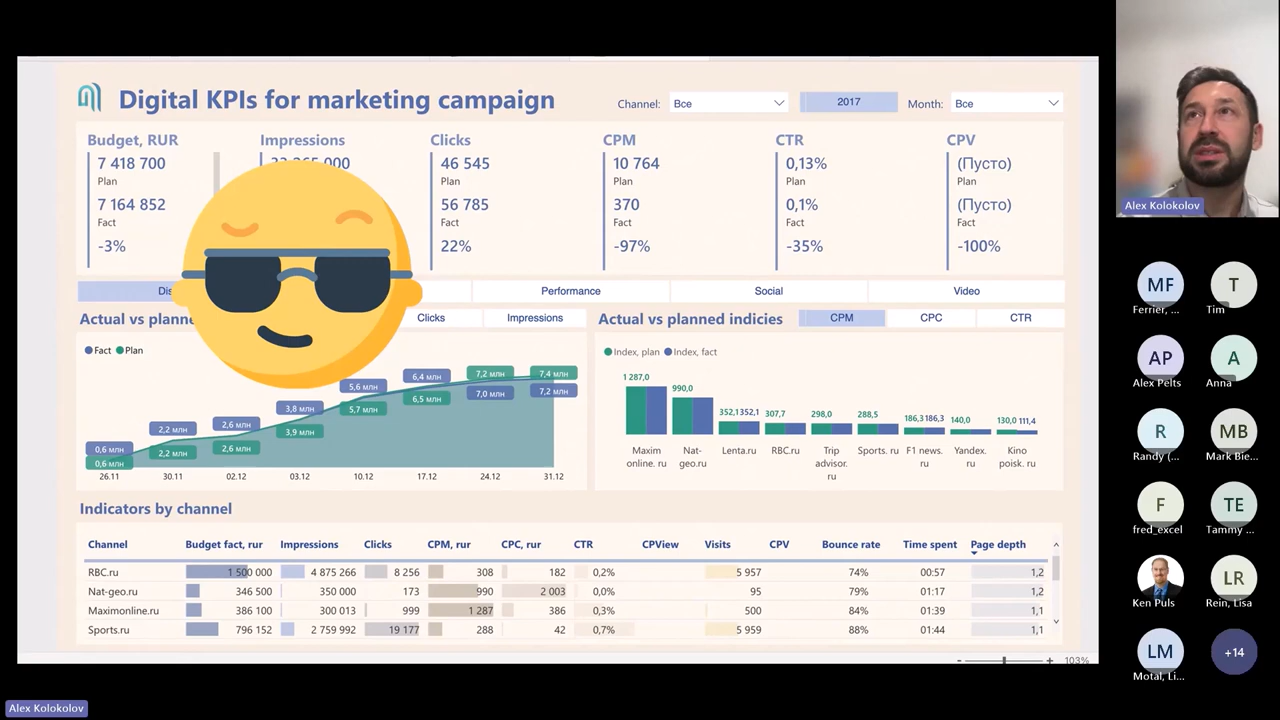 Digital KPIs for marketing campaign
Channel:
Все
2017
Month:
Все
Budget, RUR
7 418 700
Plan
7 164 852
Fact
-3%
Impressions
Clicks
46 545
Plan
56 785
Fact
22%
CPM
10 764
Plan
370
Fact
-97%
CTR
0,13%
Plan
0,1%
Fact
-35%
CPV
(Пусто)
Plan
(Пусто)
Fact
-100%
Performance
Social
Video
Actual vs
Clicks
Impressions
Fact
Plan
0,6 млн
2,2 млн
2,6 млн
3,8 млн
5,6 млн
6,4 млн
7,2 млн
7,4 млн
0,6 млн
2,2 млн
2,6 млн
3,9 млн
5,7 млн
6,5 млн
7,0 млн
7,2 млн
26.11
30.11
02.12
03.12
10.12
17.12
24.12
31.12
Actual vs planned indicies
CPM
CPC
CTR
Index, plan
Index, fact
1 287,0
990,0
352,1352,1
307,7
298,0
288,5
186,3 186,3
140,0
130,0 111,4
Maxim online. ru
Nat-geo.ru
Lenta.ru
RBC.ru
Trip advisor. ru
Sports. ru
F1 news. ru
Yandex. ru
Kino poisk. ru
Indicators by channel
Channel Budget fact, rur Impressions Clicks CPM, rur CPC, rur CTR CPView Visits CPV Bounce rate Time spent Page depth
RBC.ru 1 500 000 4 875 266 8 256 308 182 0,2% 5 957 74% 00:57 1,2
Nat-geo.ru 346 500 350 000 173 990 2 003 0,0% 95 79% 01:17 1,2
Maximonline.ru 386 100 300 013 999 1 287 386 0,3% 500 84% 01:39 1,1
Sports.ru 796 152 2 759 992 19 177 288 42 0,7% 5 959 88% 01:44 1,1
103%
Alex Kolokolov
Alex Kolokolov
MF
Ferrier, ...
T
Tim
AP
Alex Pelts
A
Anna
R
Randy (...
MB
Mark Bie...
F
fred_excel
TE
Tammy ...
Ken Puls
LR
Rein, Lisa
LM
Motal, Li...
+14